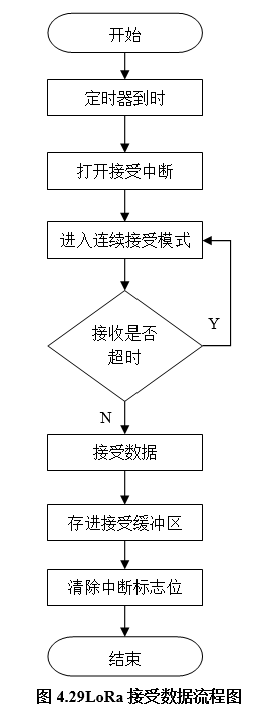 开始
定时器到时
打开接受中断
进入连续接受模式
接收是否
超时
Y
N
接受数据
存进接受缓冲区
清除中断标志位
结束
图 4.29LoRa 接受数据流程图